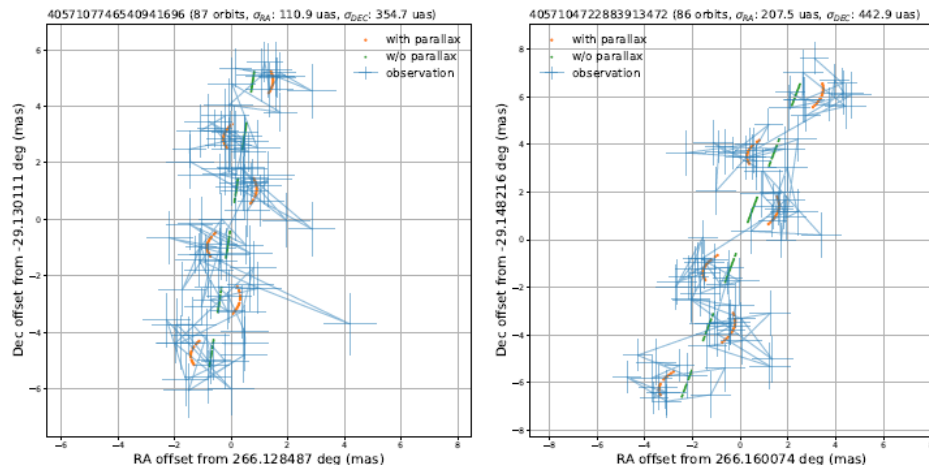 4057107746540941696 (87 orbits, σRA: 110.9 uas, σDEC: 354.7 uas)
with parallax
w/o parallax
observation
Dec offset from -29.130111 deg (mas)
6
4
2
0
−2
−4
−6
−6
−4
−2
0
2
4
6
8
RA offset from 266.128487 deg (mas)
4057104722883913472 (86 orbits, σRA: 207.5 uas, σDEC: 442.9 uas)
with parallax
w/o parallax
observation
Dec offset from -29.148216 deg (mas)
8
6
4
2
0
−2
−4
−6
−8
−8
−6
−4
−2
0
2
4
6
8
RA offset from 266.160074 deg (mas)